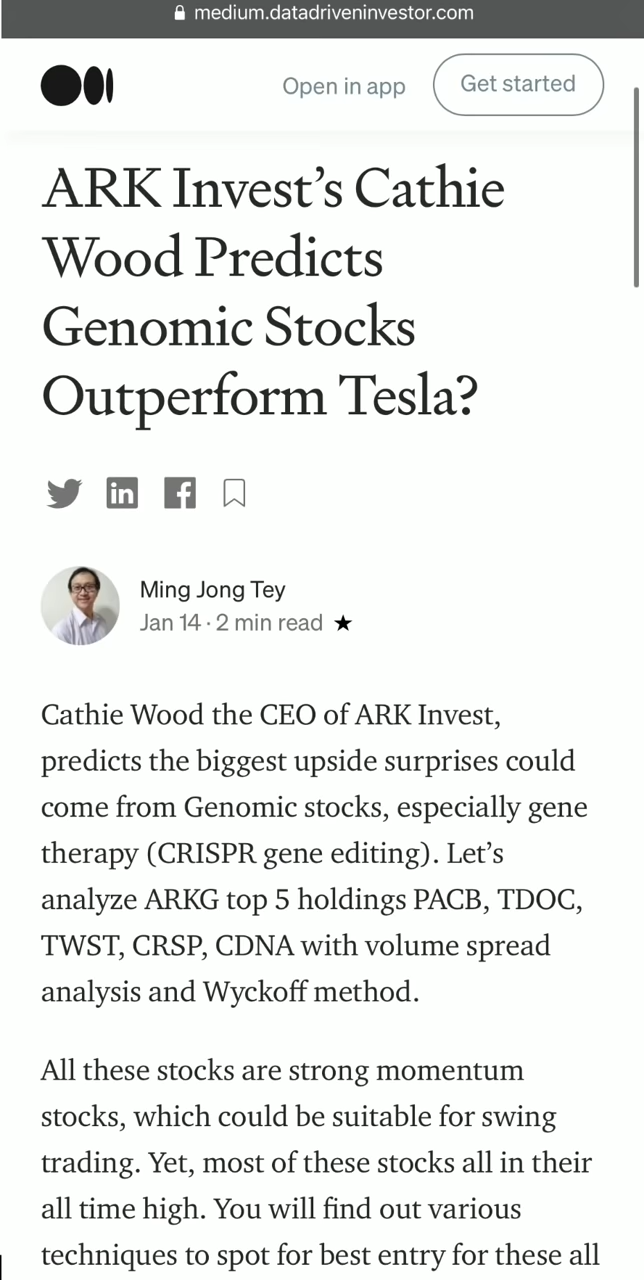 medium.datadriveninvestor.com
Open in app
Get started
ARK Invest’s Cathie
Wood Predicts
Genomic Stocks
Outperform Tesla?
in
f
Ming Jong Tey
Jan 14 · 2 min read ★
Cathie Wood the CEO of ARK Invest,
predicts the biggest upside surprises could
come from Genomic stocks, especially gene
therapy (CRISPR gene editing). Let’s
analyze ARKG top 5 holdings PACB, TDOC,
TWST, CRSP, CDNA with volume spread
analysis and Wyckoff method.
All these stocks are strong momentum
stocks, which could be suitable for swing
trading. Yet, most of these stocks all in their
all time high. You will find out various
techniques to spot for best entry for these all